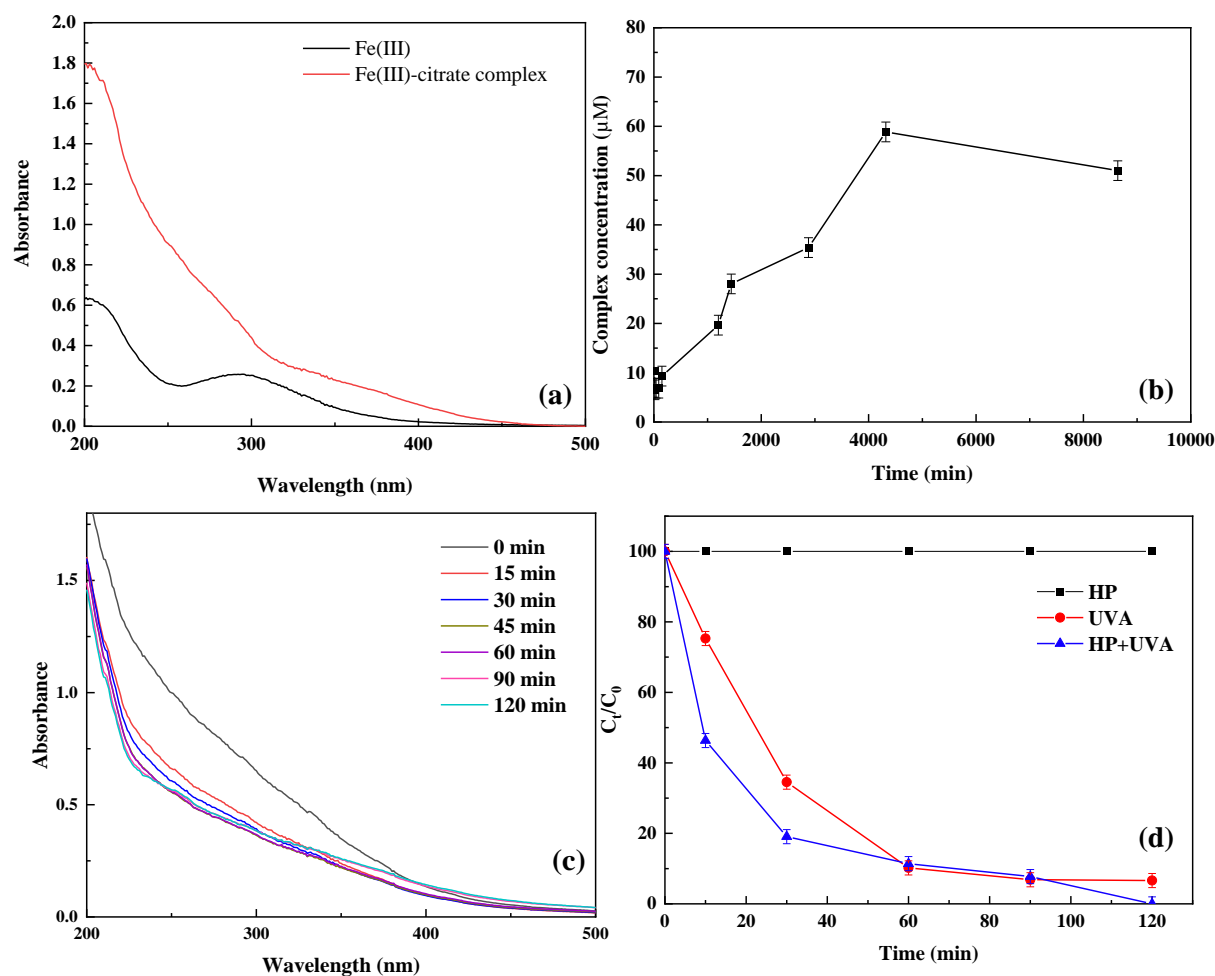 2.0
1.8
1.6
1.4
1.2
1.0
0.8
0.6
0.4
0.2
0.0
Absorbance
Fe(III)
Fe(III)-citrate complex
(a)
200 300 400 500
Wavelength (nm)
80
70
60
50
40
30
20
10
0
Complex concentration (µM)
(b)
0 2000 4000 6000 8000 10000
Time (min)
1.5
1.0
0.5
0.0
Absorbance
0 min
15 min
30 min
45 min
60 min
90 min
120 min
(c)
200 300 400 500
Wavelength (nm)
100
80
60
40
20
0
Cₜ/C₀
HP
UVA
HP+UVA
(d)
0 20 40 60 80 100 120
Time (min)